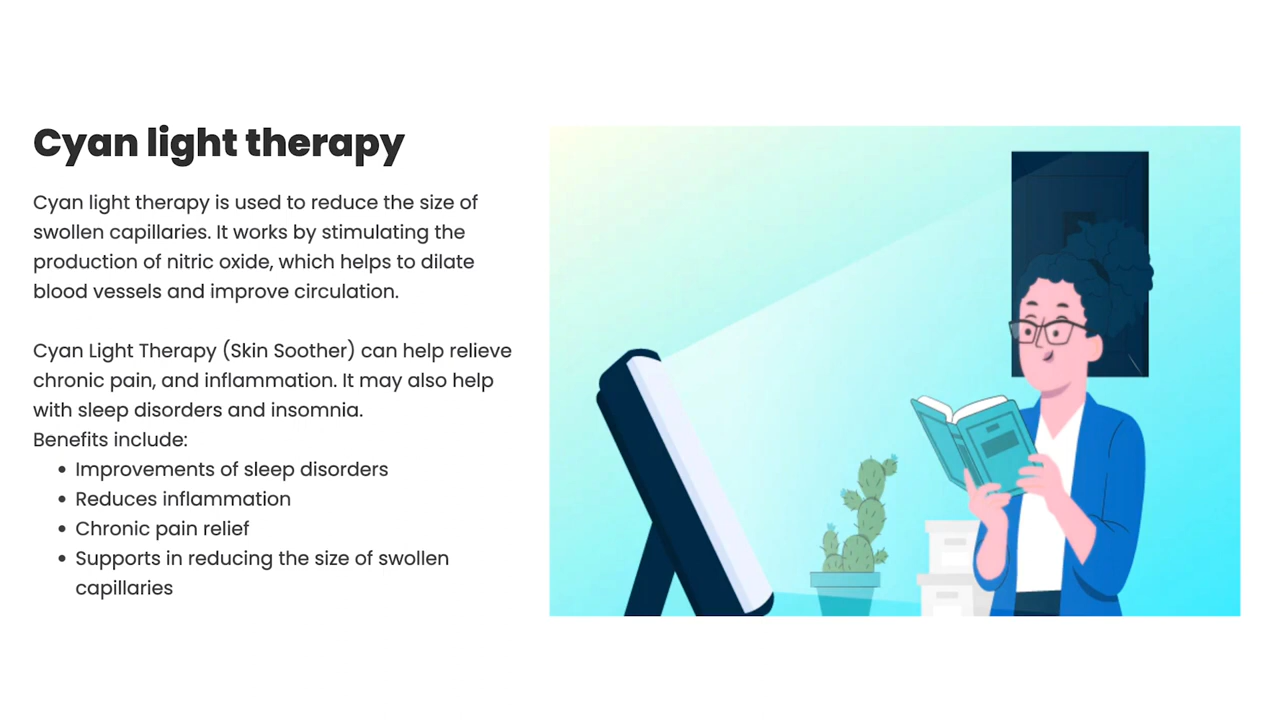 Cyan light therapy
Cyan light therapy is used to reduce the size of
swollen capillaries. It works by stimulating the
production of nitric oxide, which helps to dilate
blood vessels and improve circulation.
Cyan Light Therapy (Skin Soother) can help relieve
chronic pain, and inflammation. It may also help
with sleep disorders and insomnia.
Benefits include:
• Improvements of sleep disorders
• Reduces inflammation
• Chronic pain relief
• Supports in reducing the size of swollen
capillaries